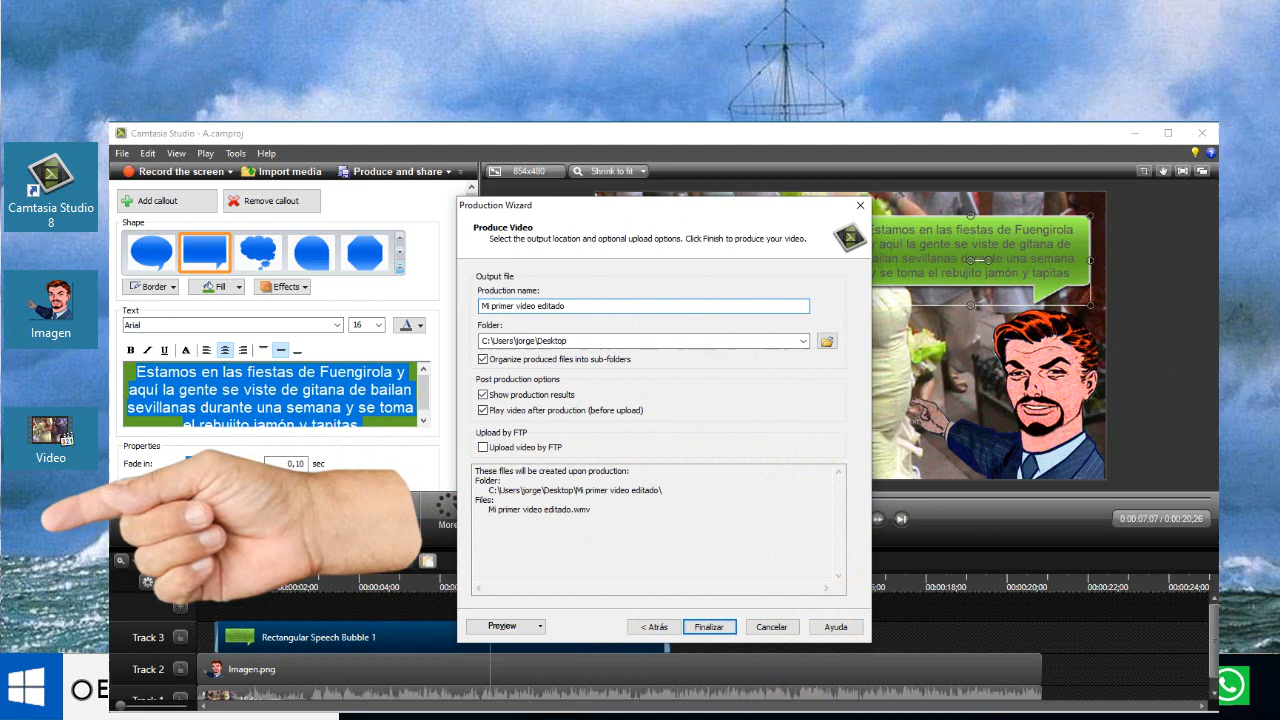 Camtasia Studio - A.camproj
File Edit View Play Tools Help
Record the screen Import media Produce and share
854x480 Shrink to fit
Camtasia Studio 8
Imagen
Video
Add callout Remove callout
Shape
Border Fill Effects
Text
Arial 16
B I U A A
Estamos en las fiestas de Fuengirola y
aquí la gente se viste de gitana de bailan
sevillanas durante una semana y se toma
el rebujito jamón y tapitas
Properties
Fade in: 0,10 sec
More
Production Wizard
Produce Video
Select the output location and optional upload options. Click Finish to produce your video.
Output file
Production name:
Mi primer video editado
Folder:
C:\Users\jorge\Desktop
Organize produced files into sub-folders
Post production options
Show production results
Play video after production (before upload)
Upload by FTP
Upload video by FTP
These files will be created upon production:
Folder:
C:\Users\jorge\Desktop\Mi primer video editado\
Files:
Mi primer video editado.wmv
Preview < Atrás Finalizar Cancelar Ayuda
Estamos en las fiestas de Fuengirola
y aquí la gente se viste de gitana de
bailan sevillanas durante una semana
y se toma el rebujito jamón y tapitas
0:00:07;07 / 0:00:20;26
00:00:02;00 00:00:18;00 00:00:20;00 00:00:22;00 00:00:24;00
Track 3 Rectangular Speech Bubble 1
Track 2 Imagen.png
Track 1